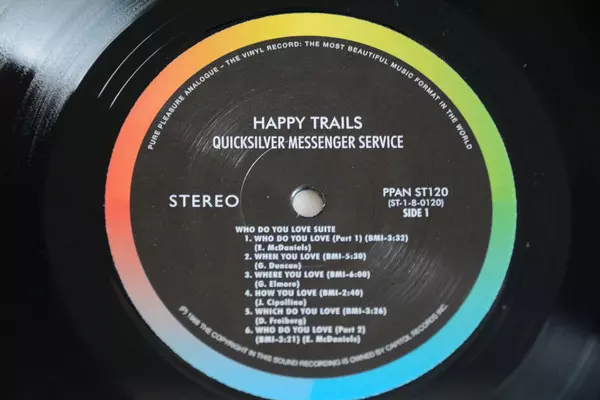 PURE PLEASURE ANALOGUE – THE VINYL RECORD: THE MOST BEAUTIFUL MUSIC FORMAT IN THE WORLD
HAPPY TRAILS
QUICKSILVER MESSENGER SERVICE
STEREO
PPAN ST120
(ST-1-8-0120)
SIDE 1
WHO DO YOU LOVE SUITE
1. WHO DO YOU LOVE (Part 1) (BMI-3:32)
(E. McDaniels)
2. WHEN YOU LOVE (BMI-5:30)
(G. Duncan)
3. WHERE YOU LOVE (BMI-6:00)
(G. Elmore)
4. HOW YOU LOVE (BMI-2:40)
(J. Cipollina)
5. WHICH DO YOU LOVE (BMI-3:26)
(D. Freiberg)
6. WHO DO YOU LOVE (Part 2)
(BMI-3:21) (E. McDaniels)
(P) THE COPYRIGHT IN THIS SOUND RECORDING IS OWNED BY CAPITOL RECORDS INC.